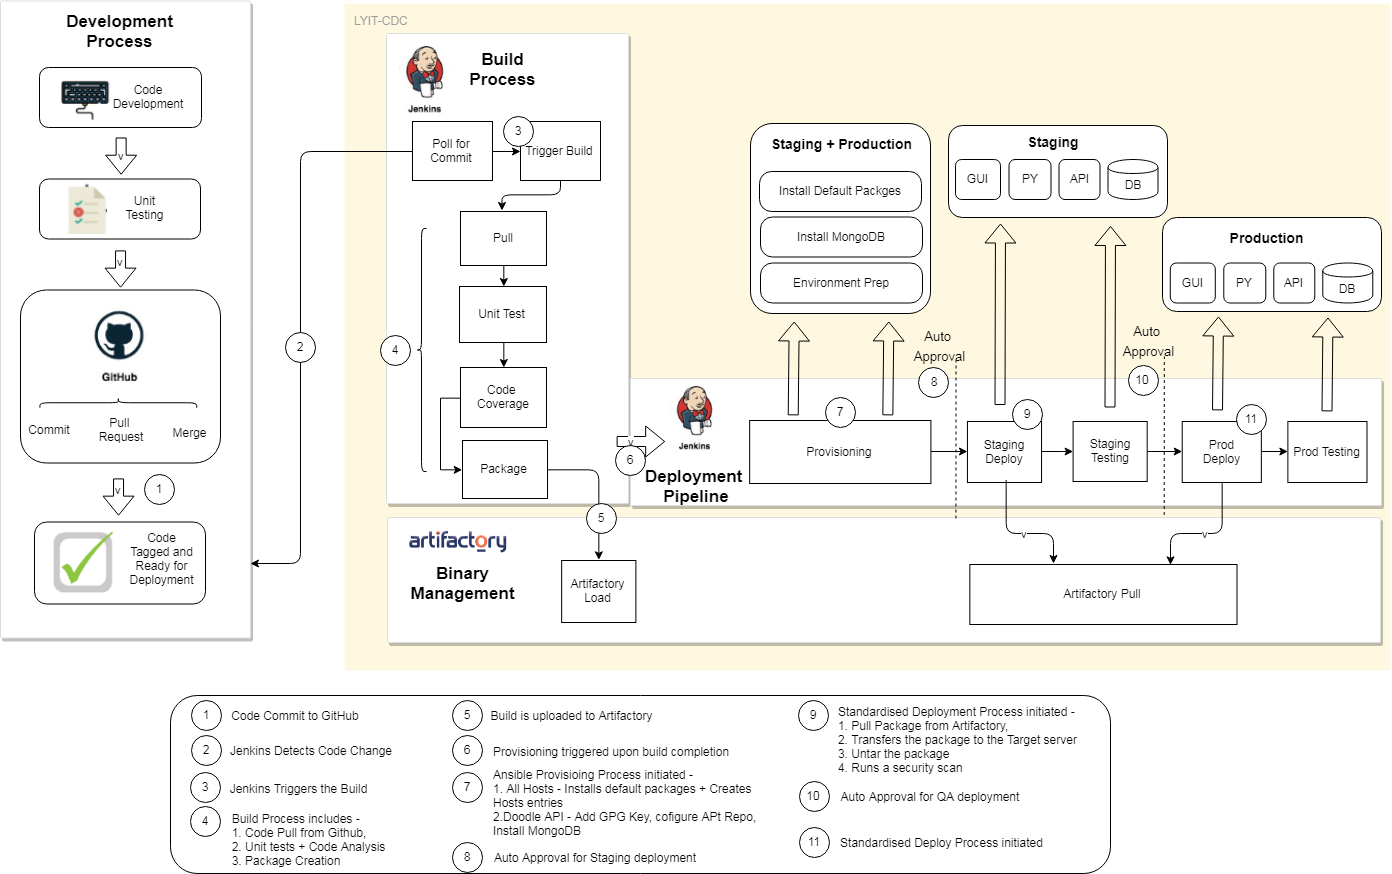 Development
Process
Code
Development
v
Unit
Testing
v
GitHub
Commit
Pull
Request
Merge
v
1
Code
Tagged and
Ready for
Deployment
2
LYIT-CDC
Jenkins
Build
Process
Poll for
Commit
3
Trigger Build
Pull
Unit Test
4
Code
Coverage
Package
5
v
6
Jenkins
Deployment
Pipeline
Staging + Production
Install Default Packges
Install MongoDB
Environment Prep
7
Provisioning
Auto
Approval
8
Staging
GUI
PY
API
DB
9
Staging
Deploy
Staging
Testing
Auto
Approval
10
Production
GUI
PY
API
DB
11
Prod
Deploy
Prod Testing
artifactory
Binary
Management
Artifactory
Load
v
v
Artifactory Pull
1
Code Commit to GitHub
2
Jenkins Detects Code Change
3
Jenkins Triggers the Build
4
Build Process includes -
1. Code Pull from Github,
2. Unit tests + Code Analysis
3. Package Creation
5
Build is uploaded to Artifactory
6
Provisioning triggered upon build completion
7
Ansible Provisioing Process initiated -
1. All Hosts - Installs default packages + Creates
Hosts entries
2.Doodle API - Add GPG Key, cofigure APt Repo,
Install MongoDB
8
Auto Approval for Staging deployment
9
Standardised Deployment Process initiated -
1. Pull Package from Artifactory,
2. Transfers the package to the Target server
3. Untar the package
4. Runs a security scan
10
Auto Approval for QA deployment
11
Standardised Deploy Process initiated